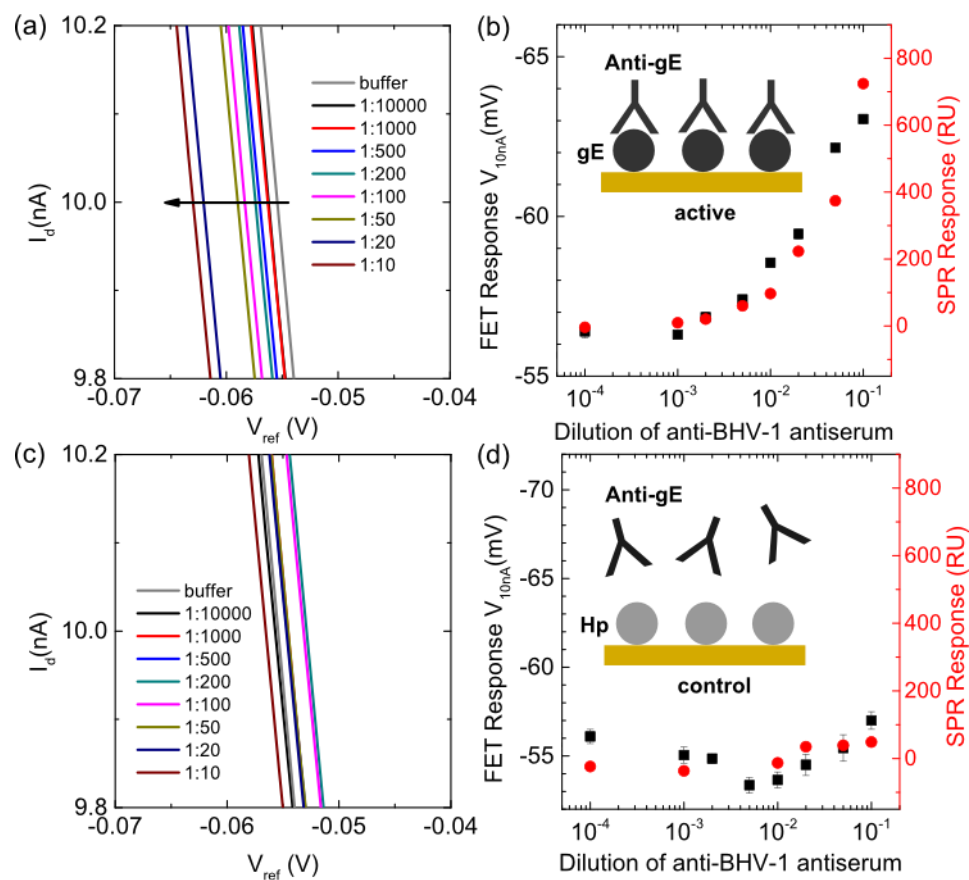 (a)
10.2
10.0
9.8
I_d(nA)
buffer
1:10000
1:1000
1:500
1:200
1:100
1:50
1:20
1:10
-0.07 -0.06 -0.05 -0.04
V_ref (V)
(b)
-65
-60
-55
FET Response V_10nA(mV)
Anti-gE
gE
active
800
600
400
200
0
SPR Response (RU)
10^-4 10^-3 10^-2 10^-1
Dilution of anti-BHV-1 antiserum
(c)
10.2
10.0
9.8
I_d(nA)
buffer
1:10000
1:1000
1:500
1:200
1:100
1:50
1:20
1:10
-0.07 -0.06 -0.05 -0.04
V_ref (V)
(d)
-70
-65
-60
-55
FET Response V_10nA(mV)
Anti-gE
Hp
control
800
600
400
200
0
SPR Response (RU)
10^-4 10^-3 10^-2 10^-1
Dilution of anti-BHV-1 antiserum